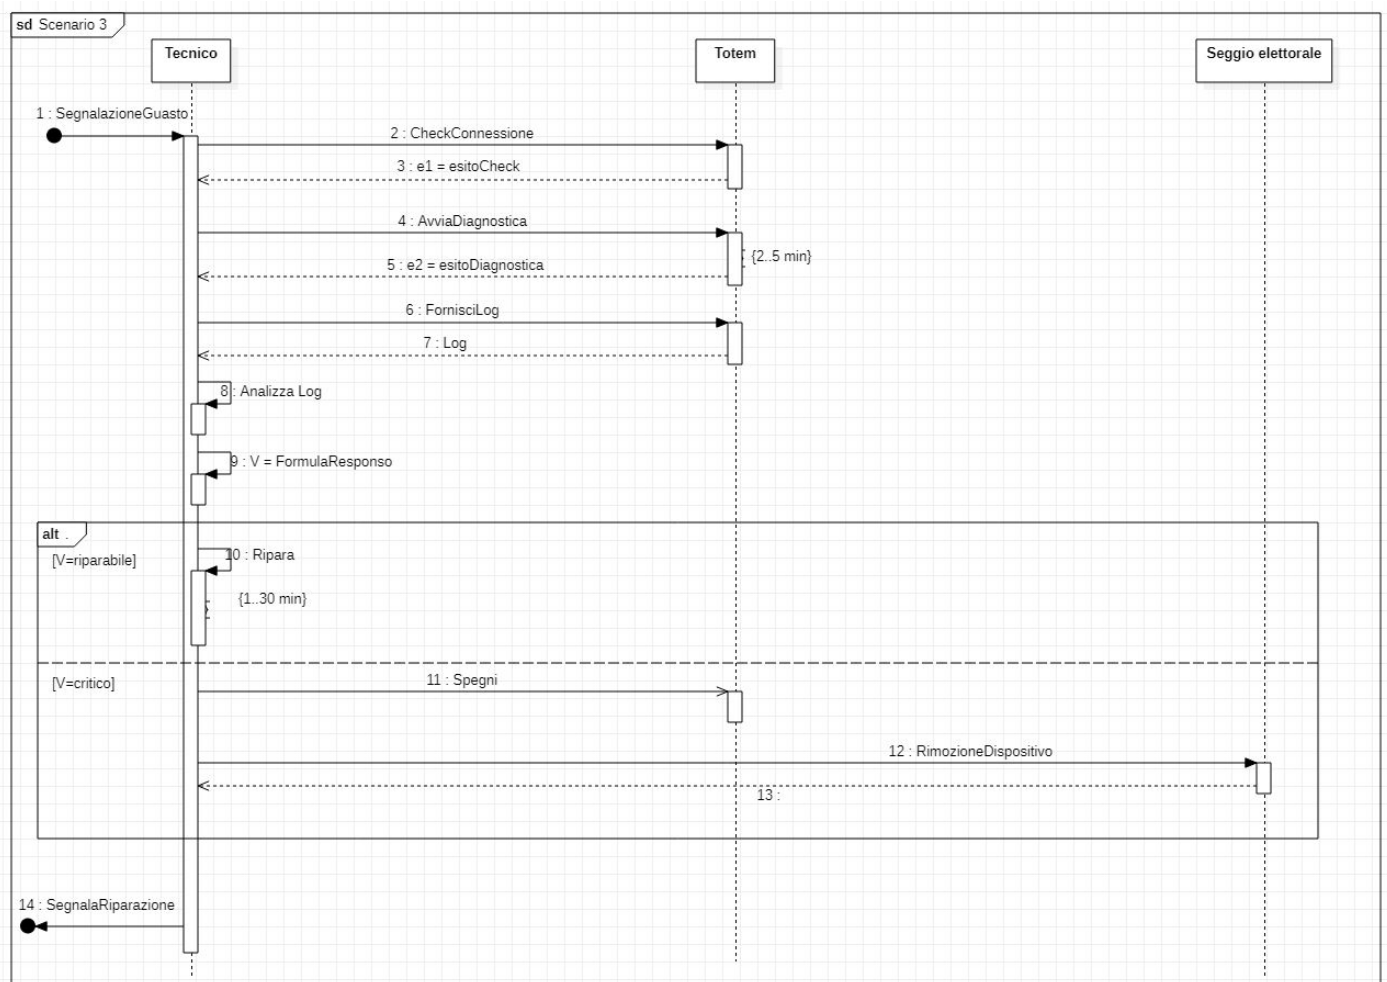 sd Scenario 3
Tecnico
Totem
Seggio elettorale
1 : SegnalazioneGuasto
2 : CheckConnessione
3 : e1 = esitoCheck
4 : AvviaDiagnostica
{2..5 min}
5 : e2 = esitoDiagnostica
6 : FornisciLog
7 : Log
8 : Analizza Log
9 : V = FormulaResponso
alt .
[V=riparabile]
10 : Ripara
{1..30 min}
[V=critico]
11 : Spegni
12 : RimozioneDispositivo
13 :
14 : SegnalaRiparazione